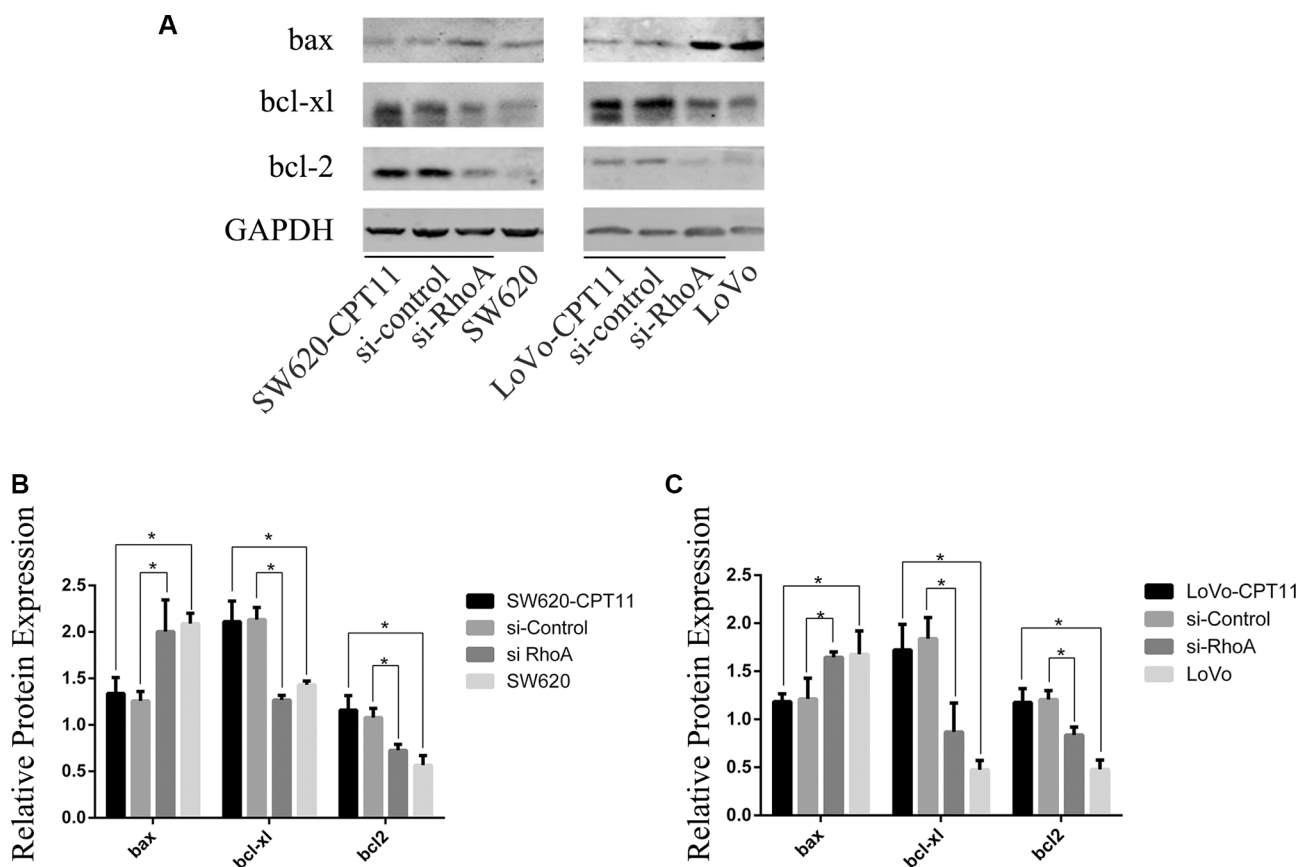 A
bax
bcl-xl
bcl-2
GAPDH
SW620-CPT11
si-control
si-RhoA
SW620
LoVo-CPT11
si-control
si-RhoA
LoVo
B
Relative Protein Expression
2.5
2.0
1.5
1.0
0.5
0.0
* * * * * *
bax
bcl-xl
bcl2
SW620-CPT11
si-Control
si RhoA
SW620
C
Relative Protein Expression
2.5
2.0
1.5
1.0
0.5
0.0
* * * * * *
bax
bcl-xl
bcl2
LoVo-CPT11
si-Control
si-RhoA
LoVo